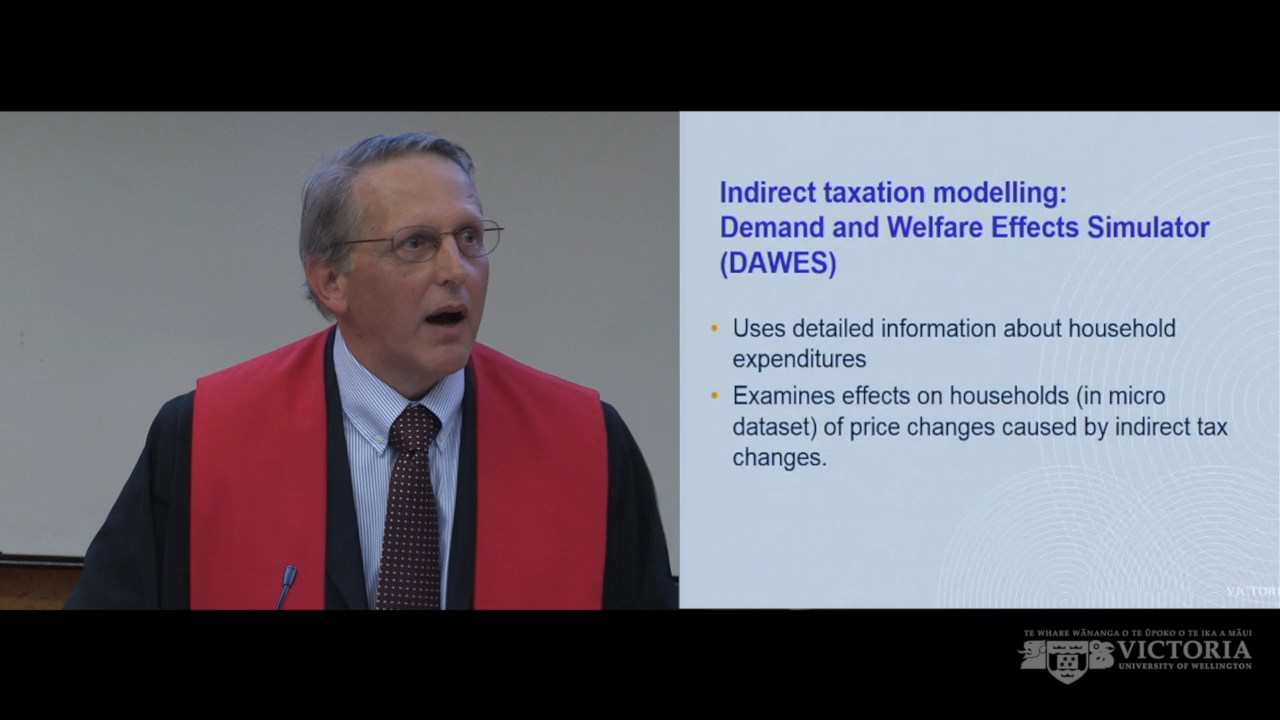 Indirect taxation modelling:
Demand and Welfare Effects Simulator
(DAWES)
• Uses detailed information about household
expenditures
• Examines effects on households (in micro
dataset) of price changes caused by indirect tax
changes.
TE WHARE WĀNANGA O TE ŪPOKO O TE IKA A MĀUI
VICTORIA
UNIVERSITY OF WELLINGTON